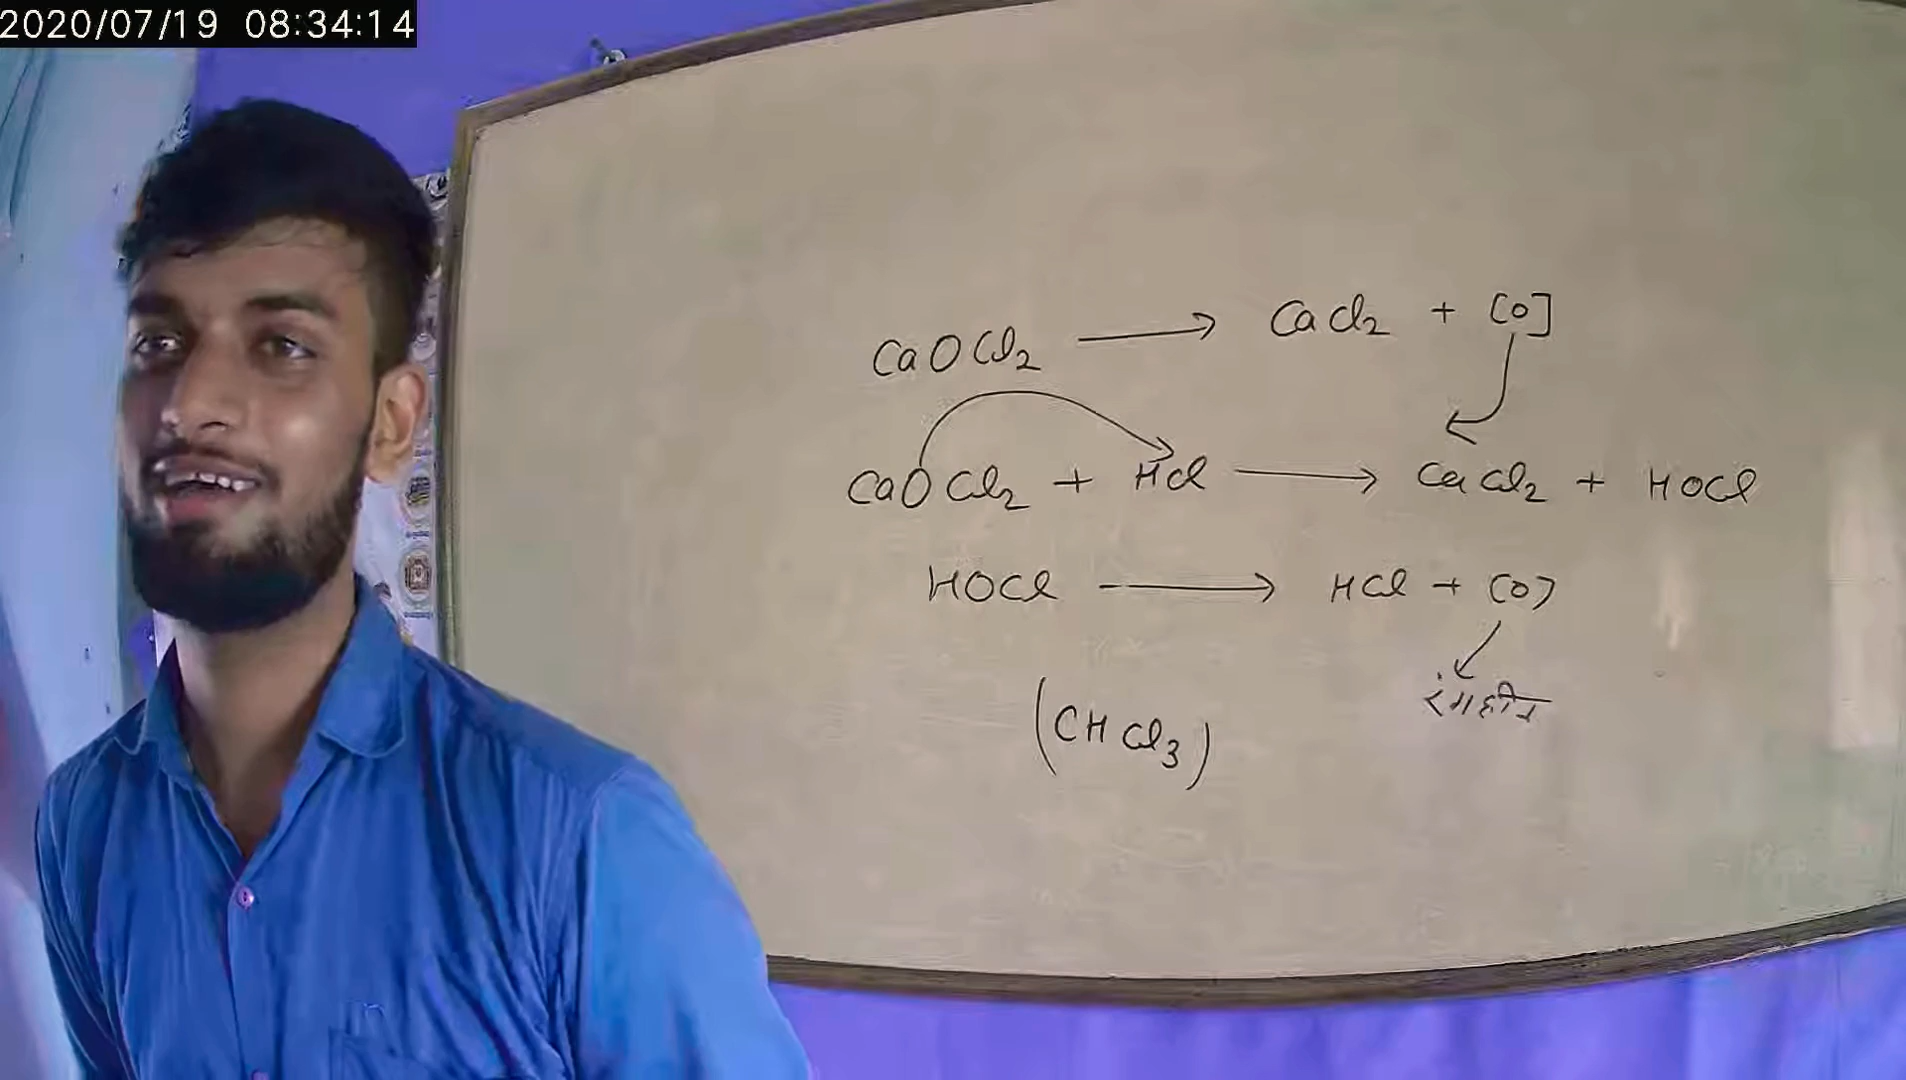 2020/07/19 08:34:14
CaOCl₂ ⟶ CaCl₂ + [O]
CaOCl₂ + HCl ⟶ CaCl₂ + HOCl
HOCl ⟶ HCl + (O)
रंगहीन
(CHCl₃)